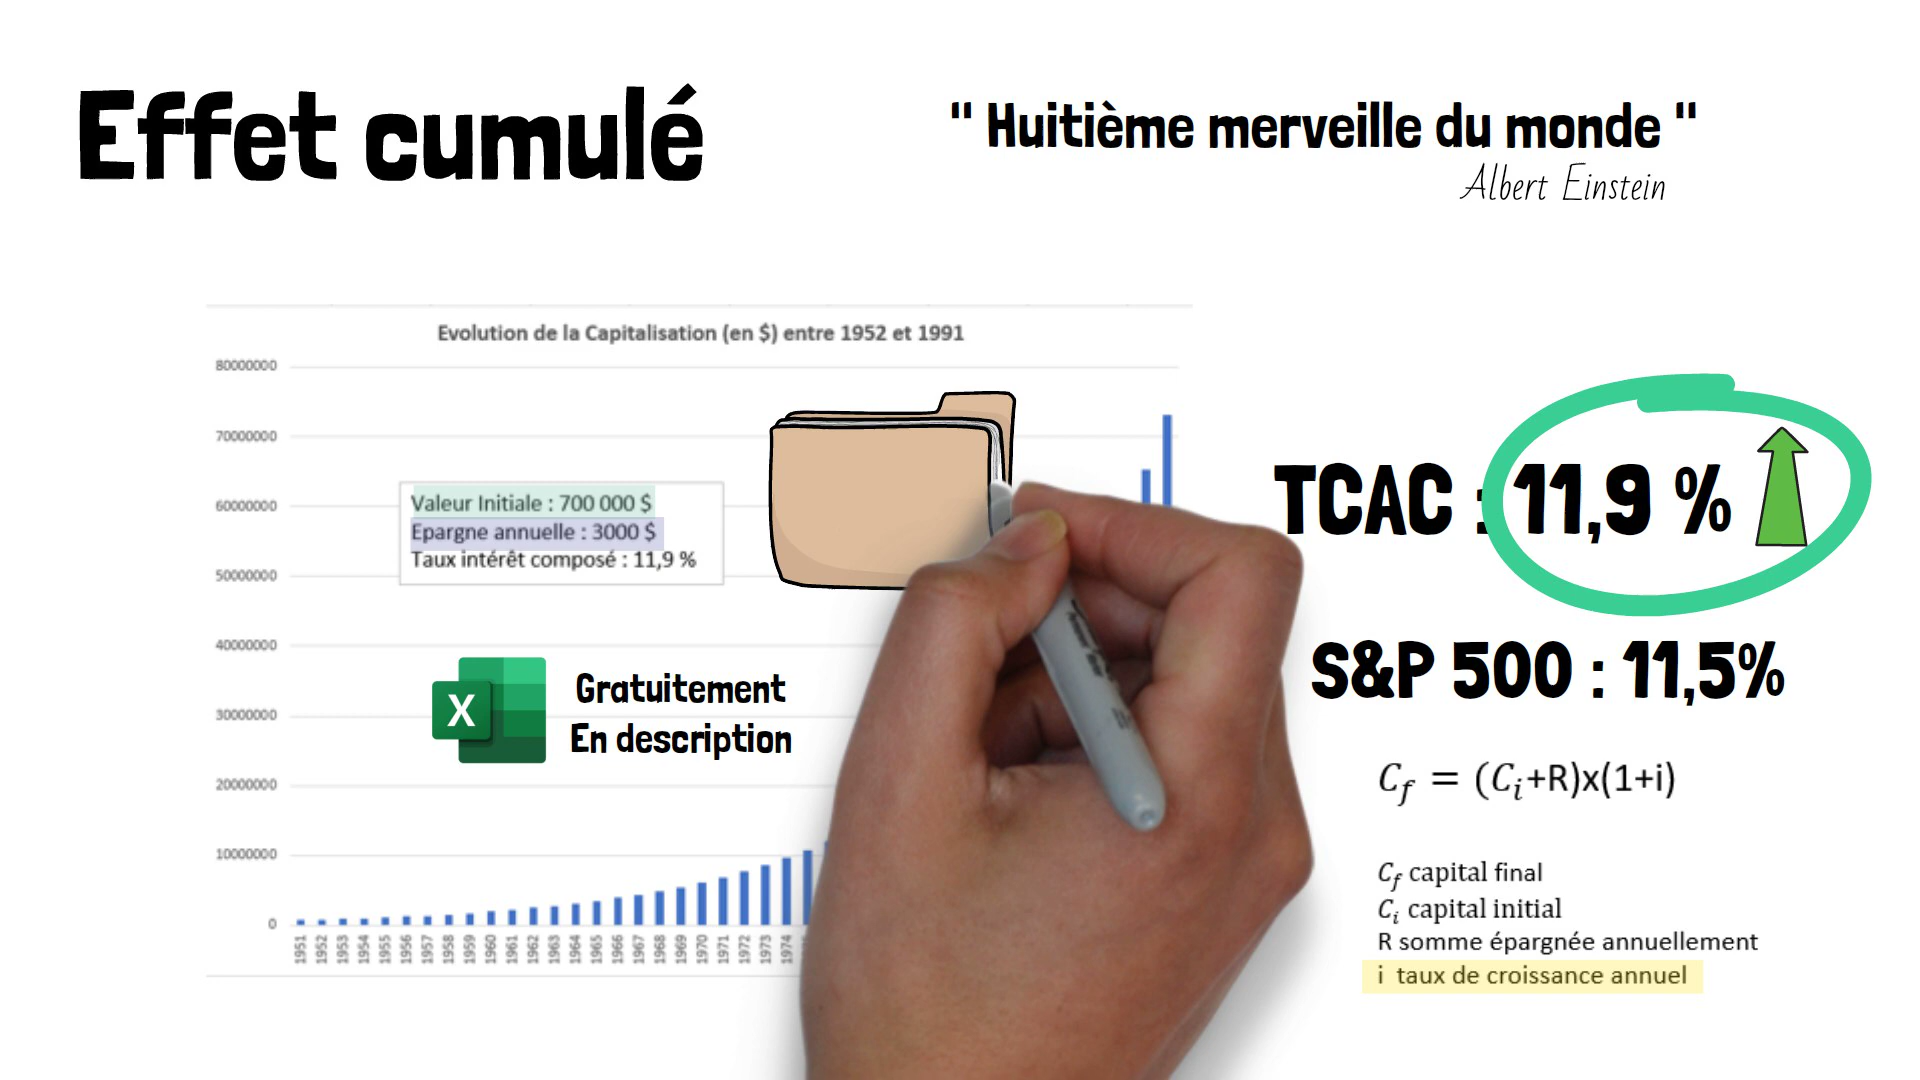 Effet cumulé
" Huitième merveille du monde "
Albert Einstein
Evolution de la Capitalisation (en $) entre 1952 et 1991
80000000
70000000
60000000
50000000
40000000
30000000
20000000
10000000
0
Valeur Initiale : 700 000 $
Epargne annuelle : 3000 $
Taux intérêt composé : 11,9 %
X
Gratuitement
En description
1951 1952 1953 1954 1955 1956 1957 1958 1959 1960 1961 1962 1963 1964 1965 1966 1967 1968 1969 1970 1971 1972 1973 1974
TCAC : 11,9 %
S&P 500 : 11,5%
C_f = (C_i+R)x(1+i)
C_f capital final
C_i capital initial
R somme épargnée annuellement
i taux de croissance annuel